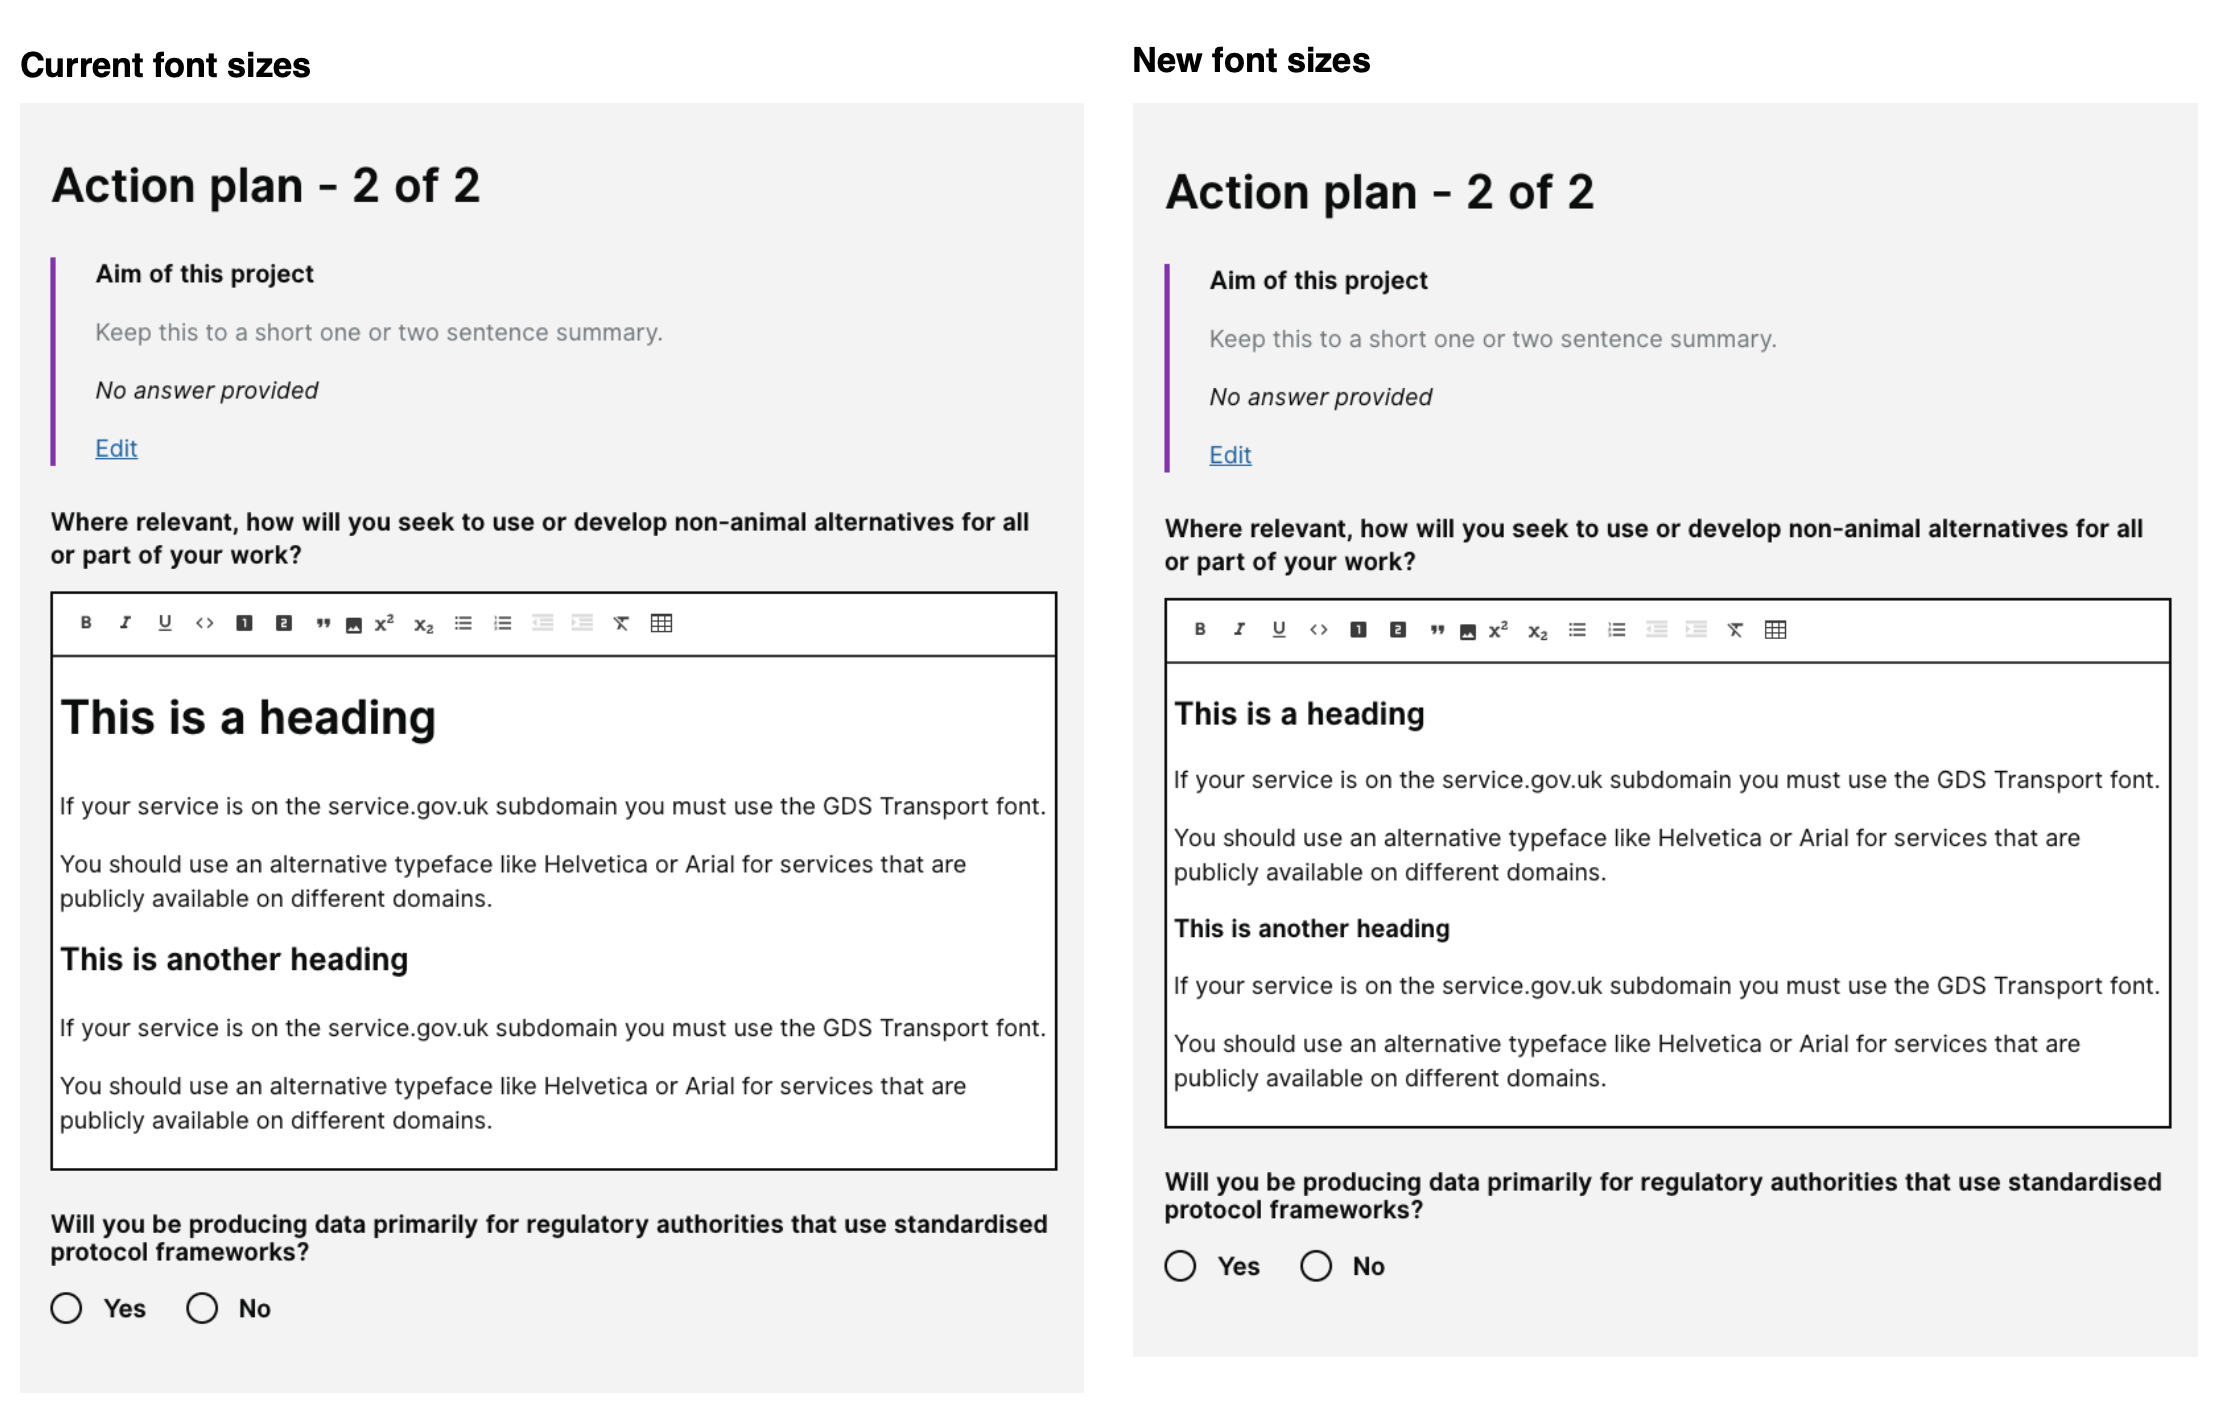 Current font sizes
Action plan - 2 of 2
Aim of this project
Keep this to a short one or two sentence summary.
No answer provided
Edit
Where relevant, how will you seek to use or develop non-animal alternatives for all
or part of your work?
B I U <> 1 2 " x² x₂
This is a heading
If your service is on the service.gov.uk subdomain you must use the GDS Transport font.
You should use an alternative typeface like Helvetica or Arial for services that are
publicly available on different domains.
This is another heading
If your service is on the service.gov.uk subdomain you must use the GDS Transport font.
You should use an alternative typeface like Helvetica or Arial for services that are
publicly available on different domains.
Will you be producing data primarily for regulatory authorities that use standardised
protocol frameworks?
Yes No
New font sizes
Action plan - 2 of 2
Aim of this project
Keep this to a short one or two sentence summary.
No answer provided
Edit
Where relevant, how will you seek to use or develop non-animal alternatives for all
or part of your work?
B I U <> 1 2 " x² x₂
This is a heading
If your service is on the service.gov.uk subdomain you must use the GDS Transport font.
You should use an alternative typeface like Helvetica or Arial for services that are
publicly available on different domains.
This is another heading
If your service is on the service.gov.uk subdomain you must use the GDS Transport font.
You should use an alternative typeface like Helvetica or Arial for services that are
publicly available on different domains.
Will you be producing data primarily for regulatory authorities that use standardised
protocol frameworks?
Yes No